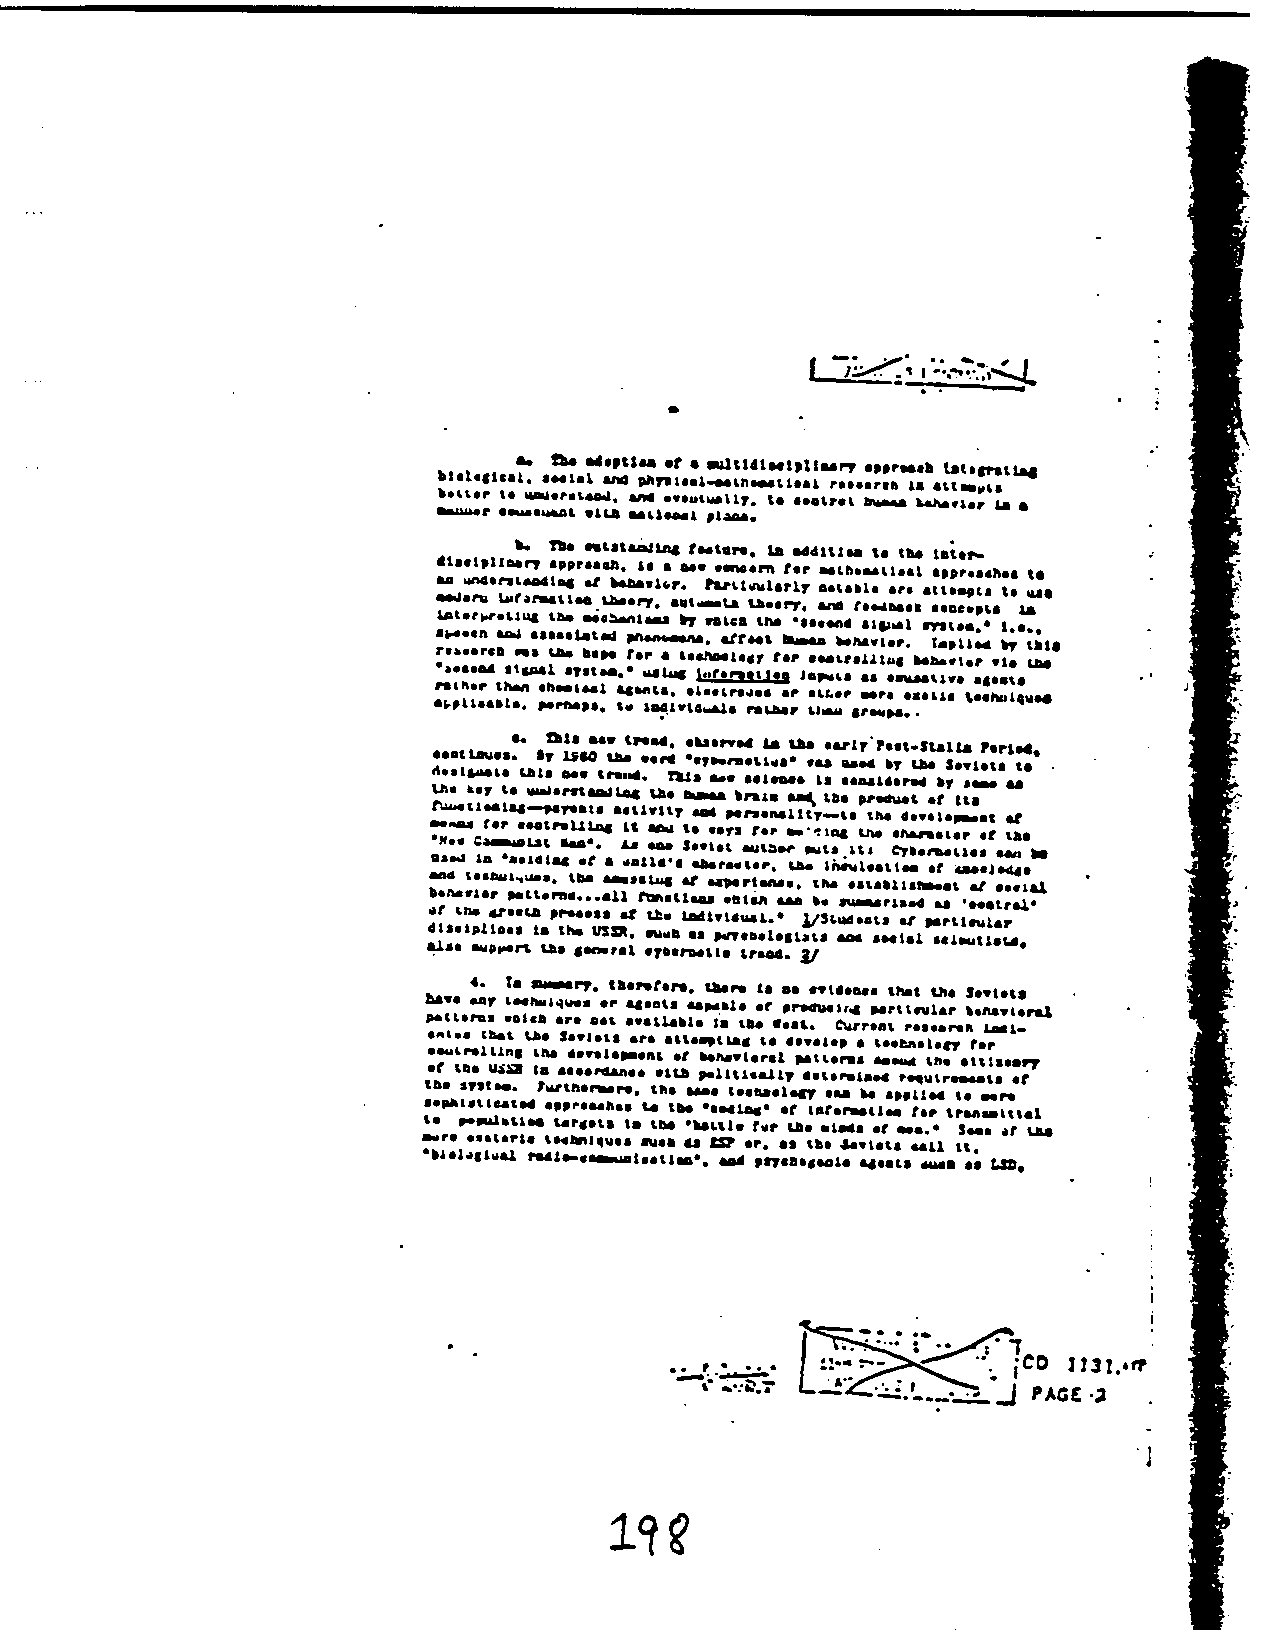 a. The adoption of a multidisciplinary approach integrating
biological, social and physical-mathematical research in attempts
better to understand, and eventually, to control human behavior in a
manner consonant with national plans.
b. The outstanding feature, in addition to the inter-
disciplinary approach, is a new concern for mathematical approaches to
an understanding of behavior. Particularly notable are attempts to use
modern information theory, automata theory, and feedback concepts in
interpreting the mechanisms by which the "second signal system," i.e.,
speech and associated phenomena, affect human behavior. Implied by this
research was the hope for a technology for controlling behavior via the
"second signal system," using information inputs as causative agents
rather than chemical agents, electrodes or other more exotic techniques
applicable, perhaps, to individuals rather than groups.
c. This new trend, observed in the early Post-Stalin Period,
continues. By 1960 the word "cybernetics" was used by the Soviets to
designate this new trend. This new science is considered by some as
the key to understanding the human brain and the product of its
functioning—psychic activity and personality—to the development of
means for controlling it and to ways for molding the character of the
"New Communist Man". As one Soviet author puts it: Cybernetics can be
used in "molding of a child's character, the inculcation of knowledge
and techniques, the amassing of experience, the establishment of social
behavior patterns...all functions which can be summarized as 'control'
of the growth process of the individual." 1/Students of particular
disciplines in the USSR, such as psychologists and social scientists,
also support the general cybernetic trend. 2/
4. In summary, therefore, there is no evidence that the Soviets
have any techniques or agents capable of producing particular behavioral
patterns which are not available in the West. Current research indi-
cates that the Soviets are attempting to develop a technology for
controlling the development of behavioral patterns among the citizenry
of the USSR in accordance with politically determined requirements of
the system. Furthermore, the same technology can be applied to more
sophisticated approaches to the "coding" of information for transmittal
to population targets in the "battle for the minds of men." Some of the
more esoteric techniques such as ESP or, as the Soviets call it,
"biological radio-communication", and psychogenic agents such as LSD,
CD 1131
PAGE 2
198